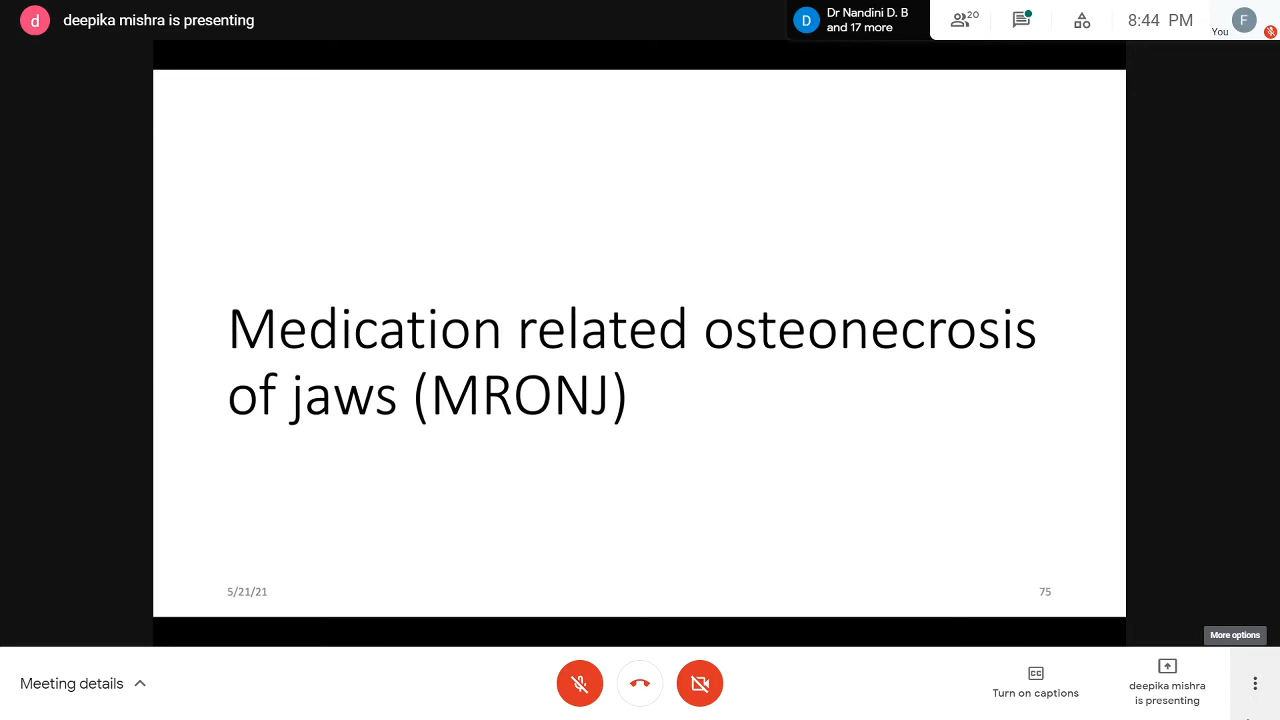 d
deepika mishra is presenting
D
Dr Nandini D. B
and 17 more
20
8:44 PM
You
F
Medication related osteonecrosis
of jaws (MRONJ)
5/21/21
75
More options
Meeting details
CC
Turn on captions
deepika mishra
is presenting